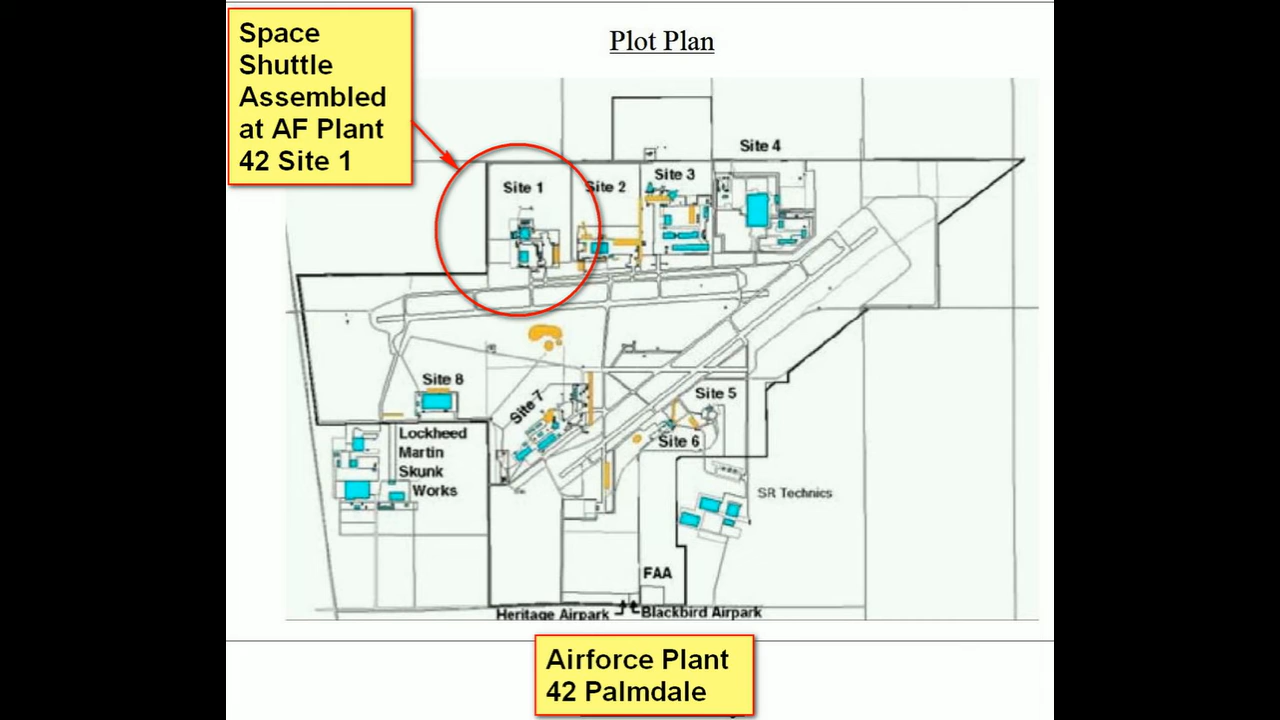 Space
Shuttle
Assembled
at AF Plant
42 Site 1
Plot Plan
Site 4
Site 3
Site 1
Site 2
Site 8
Site 7
Site 5
Site 6
Lockheed
Martin
Skunk
Works
SR Technics
FAA
Heritage Airpark
Blackbird Airpark
Airforce Plant
42 Palmdale